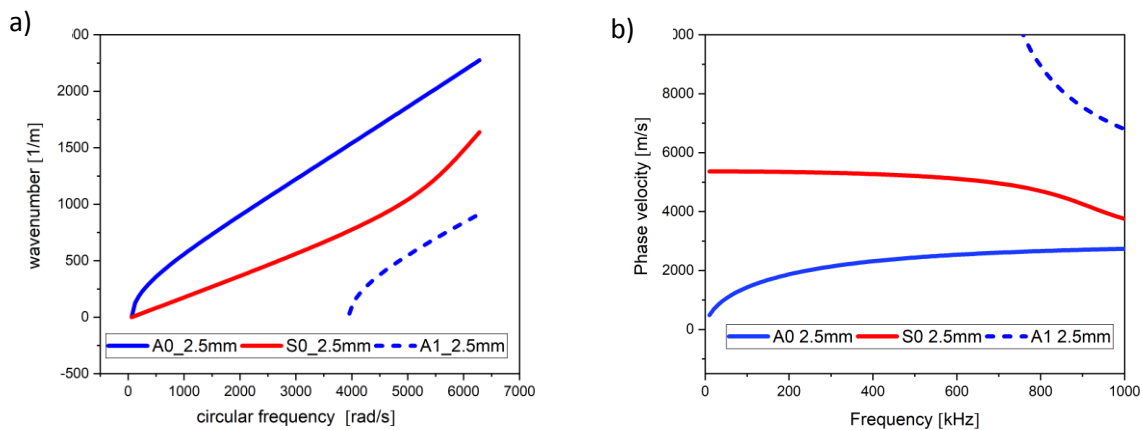 a)
2000
1500
1000
500
0
-500
wavenumber [1/m]
A0_2.5mm S0_2.5mm A1_2.5mm
0 1000 2000 3000 4000 5000 6000 7000
circular frequency [rad/s]
b)
8000
6000
4000
2000
0
Phase velocity [m/s]
A0 2.5mm S0 2.5mm A1 2.5mm
0 200 400 600 800 1000
Frequency [kHz]